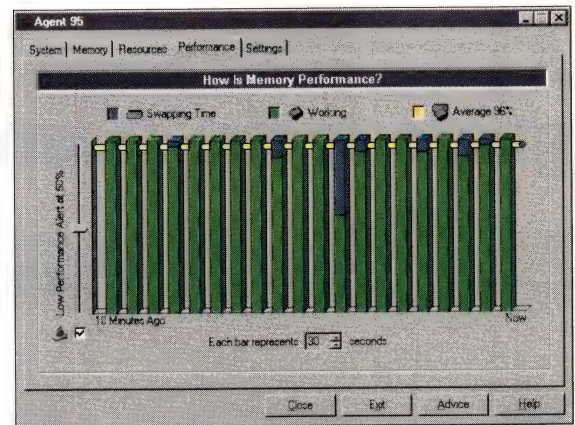 Agent 95
System Memory Resources Performance Settings
How Is Memory Performance?
Swapping Time Working Average 96%
Low Performance Alert at 50%
10 Minutes Ago Now
Each bar represents 30 seconds
Close Exit Advice Help